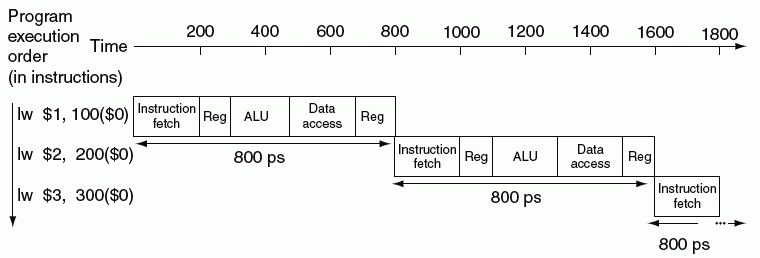 Program
execution
order
(in instructions)
Time
200 400 600 800 1000 1200 1400 1600 1800
lw $1, 100($0)
Instruction
fetch
Reg
ALU
Data
access
Reg
800 ps
lw $2, 200($0)
Instruction
fetch
Reg
ALU
Data
access
Reg
800 ps
lw $3, 300($0)
Instruction
fetch
...
800 ps